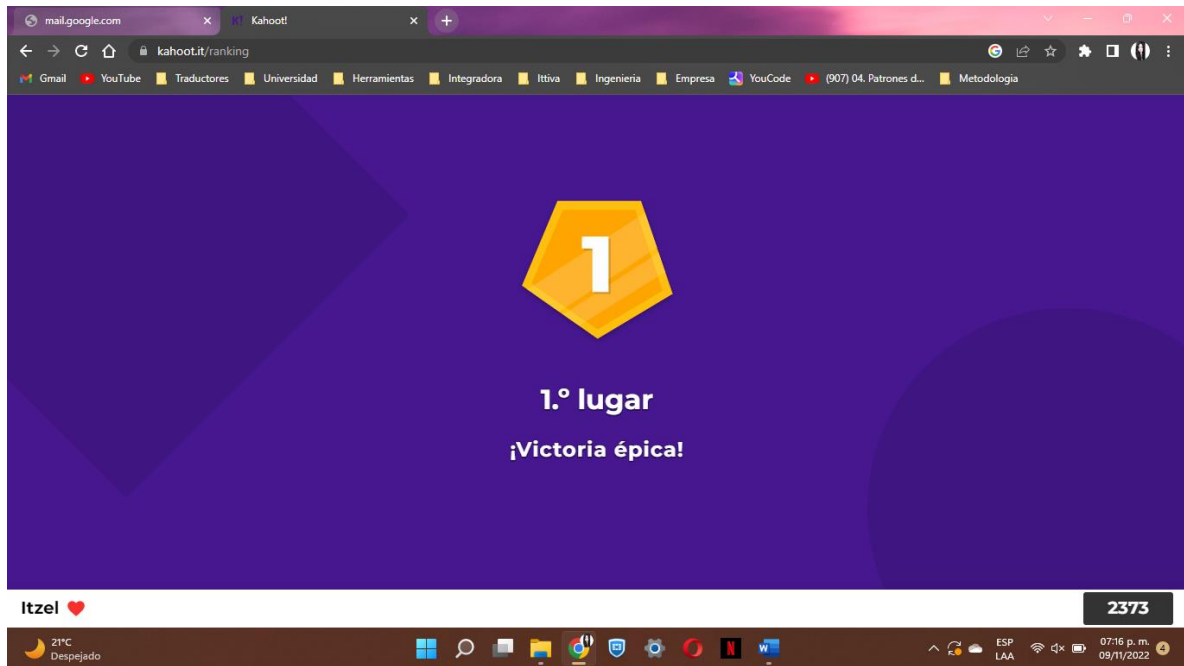 mail.google.com
K! Kahoot!
kahoot.it/ranking
Gmail YouTube Traductores Universidad Herramientas Integradora Ittiva Ingenieria Empresa YouCode (907) 04. Patrones d... Metodologia
1
1.º lugar
¡Victoria épica!
Itzel ❤️ 2373
21°C
Despejado
ESP
LAA
07:16 p. m.
09/11/2022
4